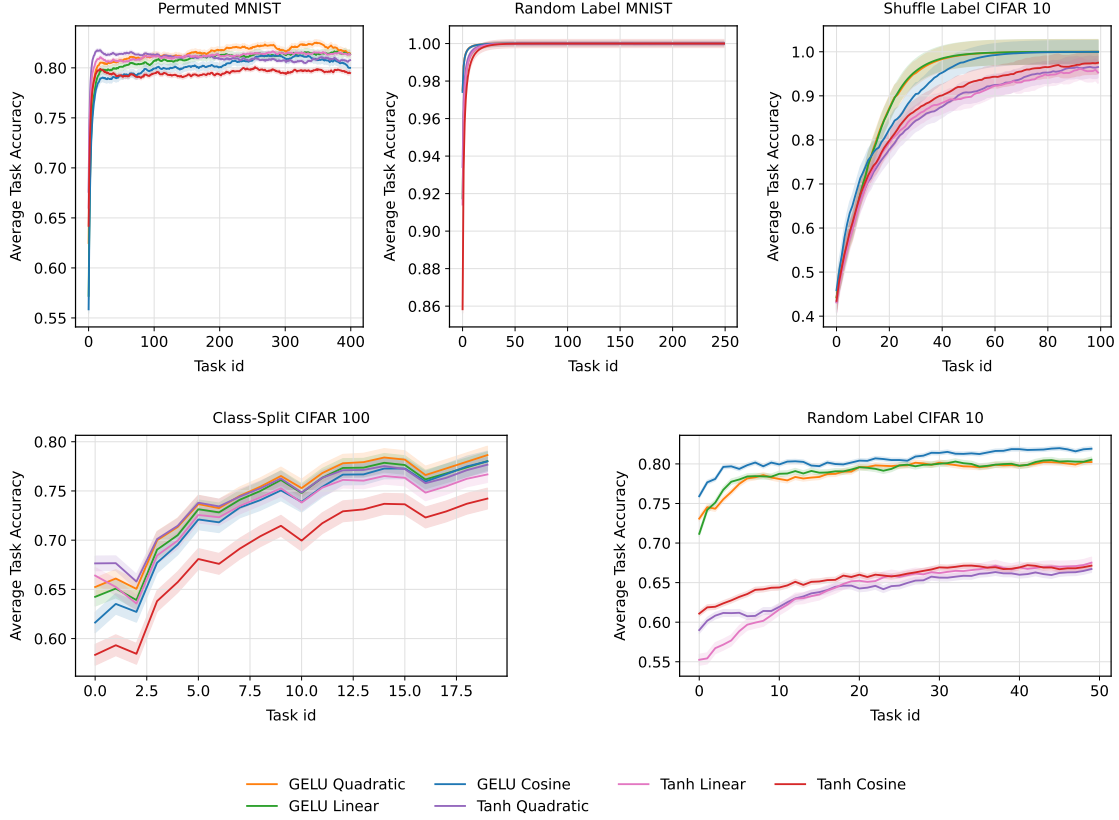 Permuted MNIST
Average Task Accuracy
0.80
0.75
0.70
0.65
0.60
0.55
0 100 200 300 400
Task id
Random Label MNIST
Average Task Accuracy
1.00
0.98
0.96
0.94
0.92
0.90
0.88
0.86
0 50 100 150 200 250
Task id
Shuffle Label CIFAR 10
Average Task Accuracy
1.0
0.9
0.8
0.7
0.6
0.5
0.4
0 20 40 60 80 100
Task id
Class-Split CIFAR 100
Average Task Accuracy
0.80
0.75
0.70
0.65
0.60
0.0 2.5 5.0 7.5 10.0 12.5 15.0 17.5
Task id
Random Label CIFAR 10
Average Task Accuracy
0.80
0.75
0.70
0.65
0.60
0.55
0 10 20 30 40 50
Task id
GELU Quadratic GELU Cosine Tanh Linear Tanh Cosine
GELU Linear Tanh Quadratic